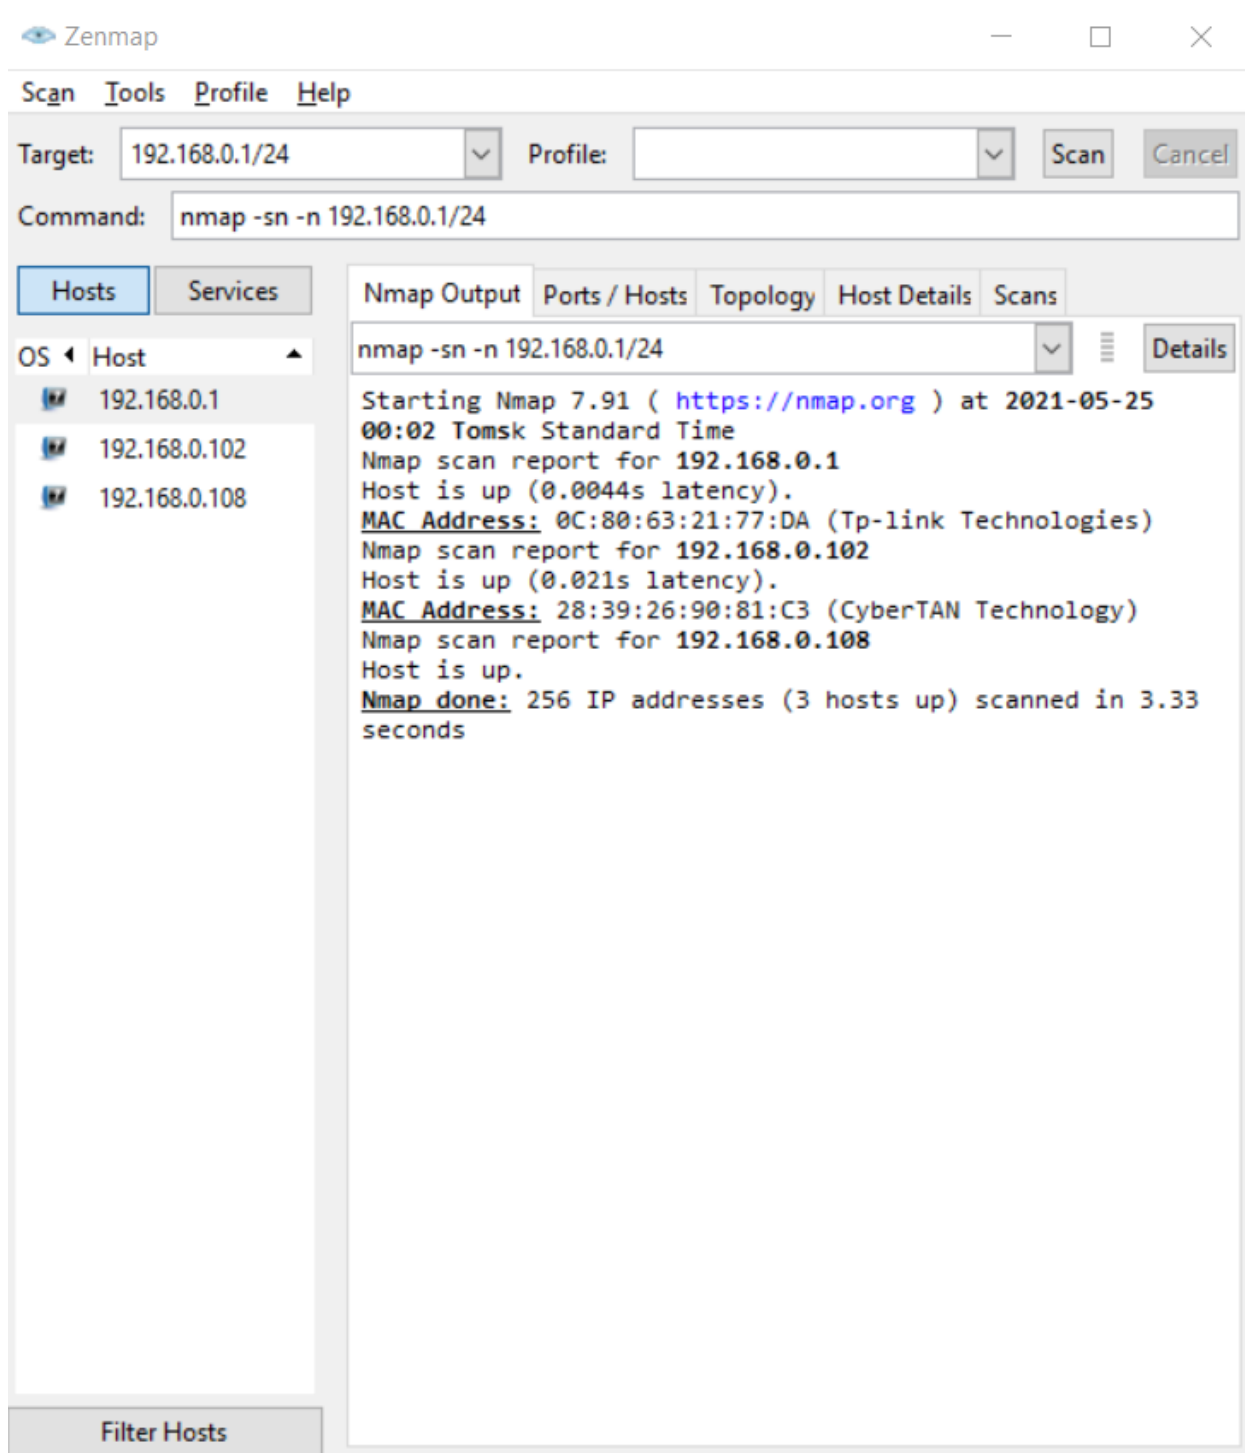 Zenmap
Scan Tools Profile Help
Target: 192.168.0.1/24 Profile: Scan Cancel
Command: nmap -sn -n 192.168.0.1/24
Hosts Services
Nmap Output Ports / Hosts Topology Host Details Scans
OS Host
nmap -sn -n 192.168.0.1/24 Details
192.168.0.1
192.168.0.102
192.168.0.108
Starting Nmap 7.91 ( https://nmap.org ) at 2021-05-25
00:02 Tomsk Standard Time
Nmap scan report for 192.168.0.1
Host is up (0.0044s latency).
MAC Address: 0C:80:63:21:77:DA (Tp-link Technologies)
Nmap scan report for 192.168.0.102
Host is up (0.021s latency).
MAC Address: 28:39:26:90:81:C3 (CyberTAN Technology)
Nmap scan report for 192.168.0.108
Host is up.
Nmap done: 256 IP addresses (3 hosts up) scanned in 3.33
seconds
Filter Hosts